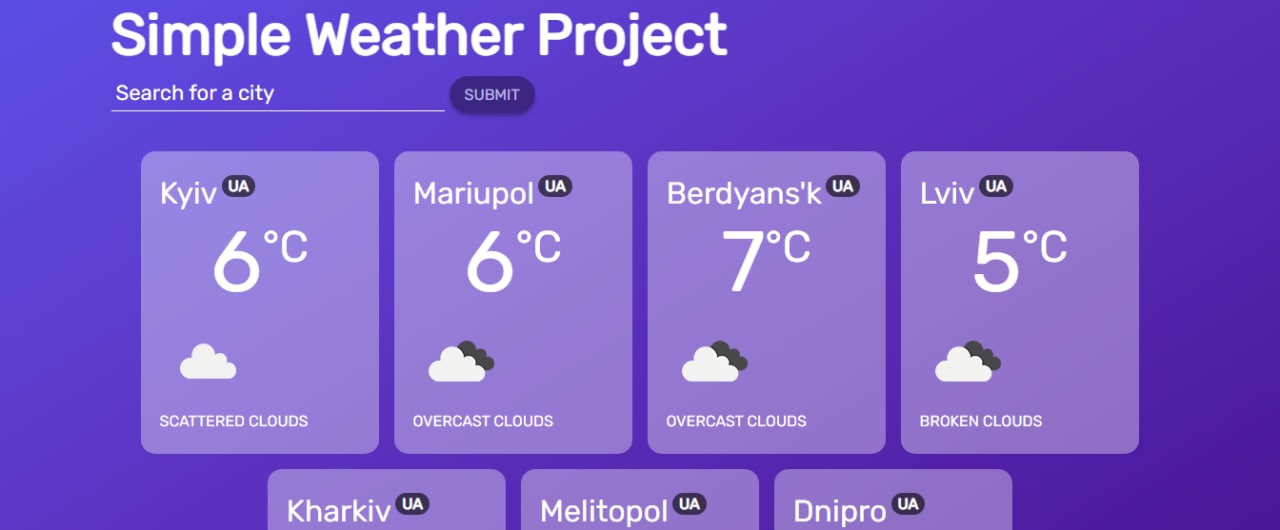 Simple Weather Project
Search for a city SUBMIT
Kyiv UA
6°C
SCATTERED CLOUDS
Mariupol UA
6°C
OVERCAST CLOUDS
Berdyans'k UA
7°C
OVERCAST CLOUDS
Lviv UA
5°C
BROKEN CLOUDS
Kharkiv UA
Melitopol UA
Dnipro UA